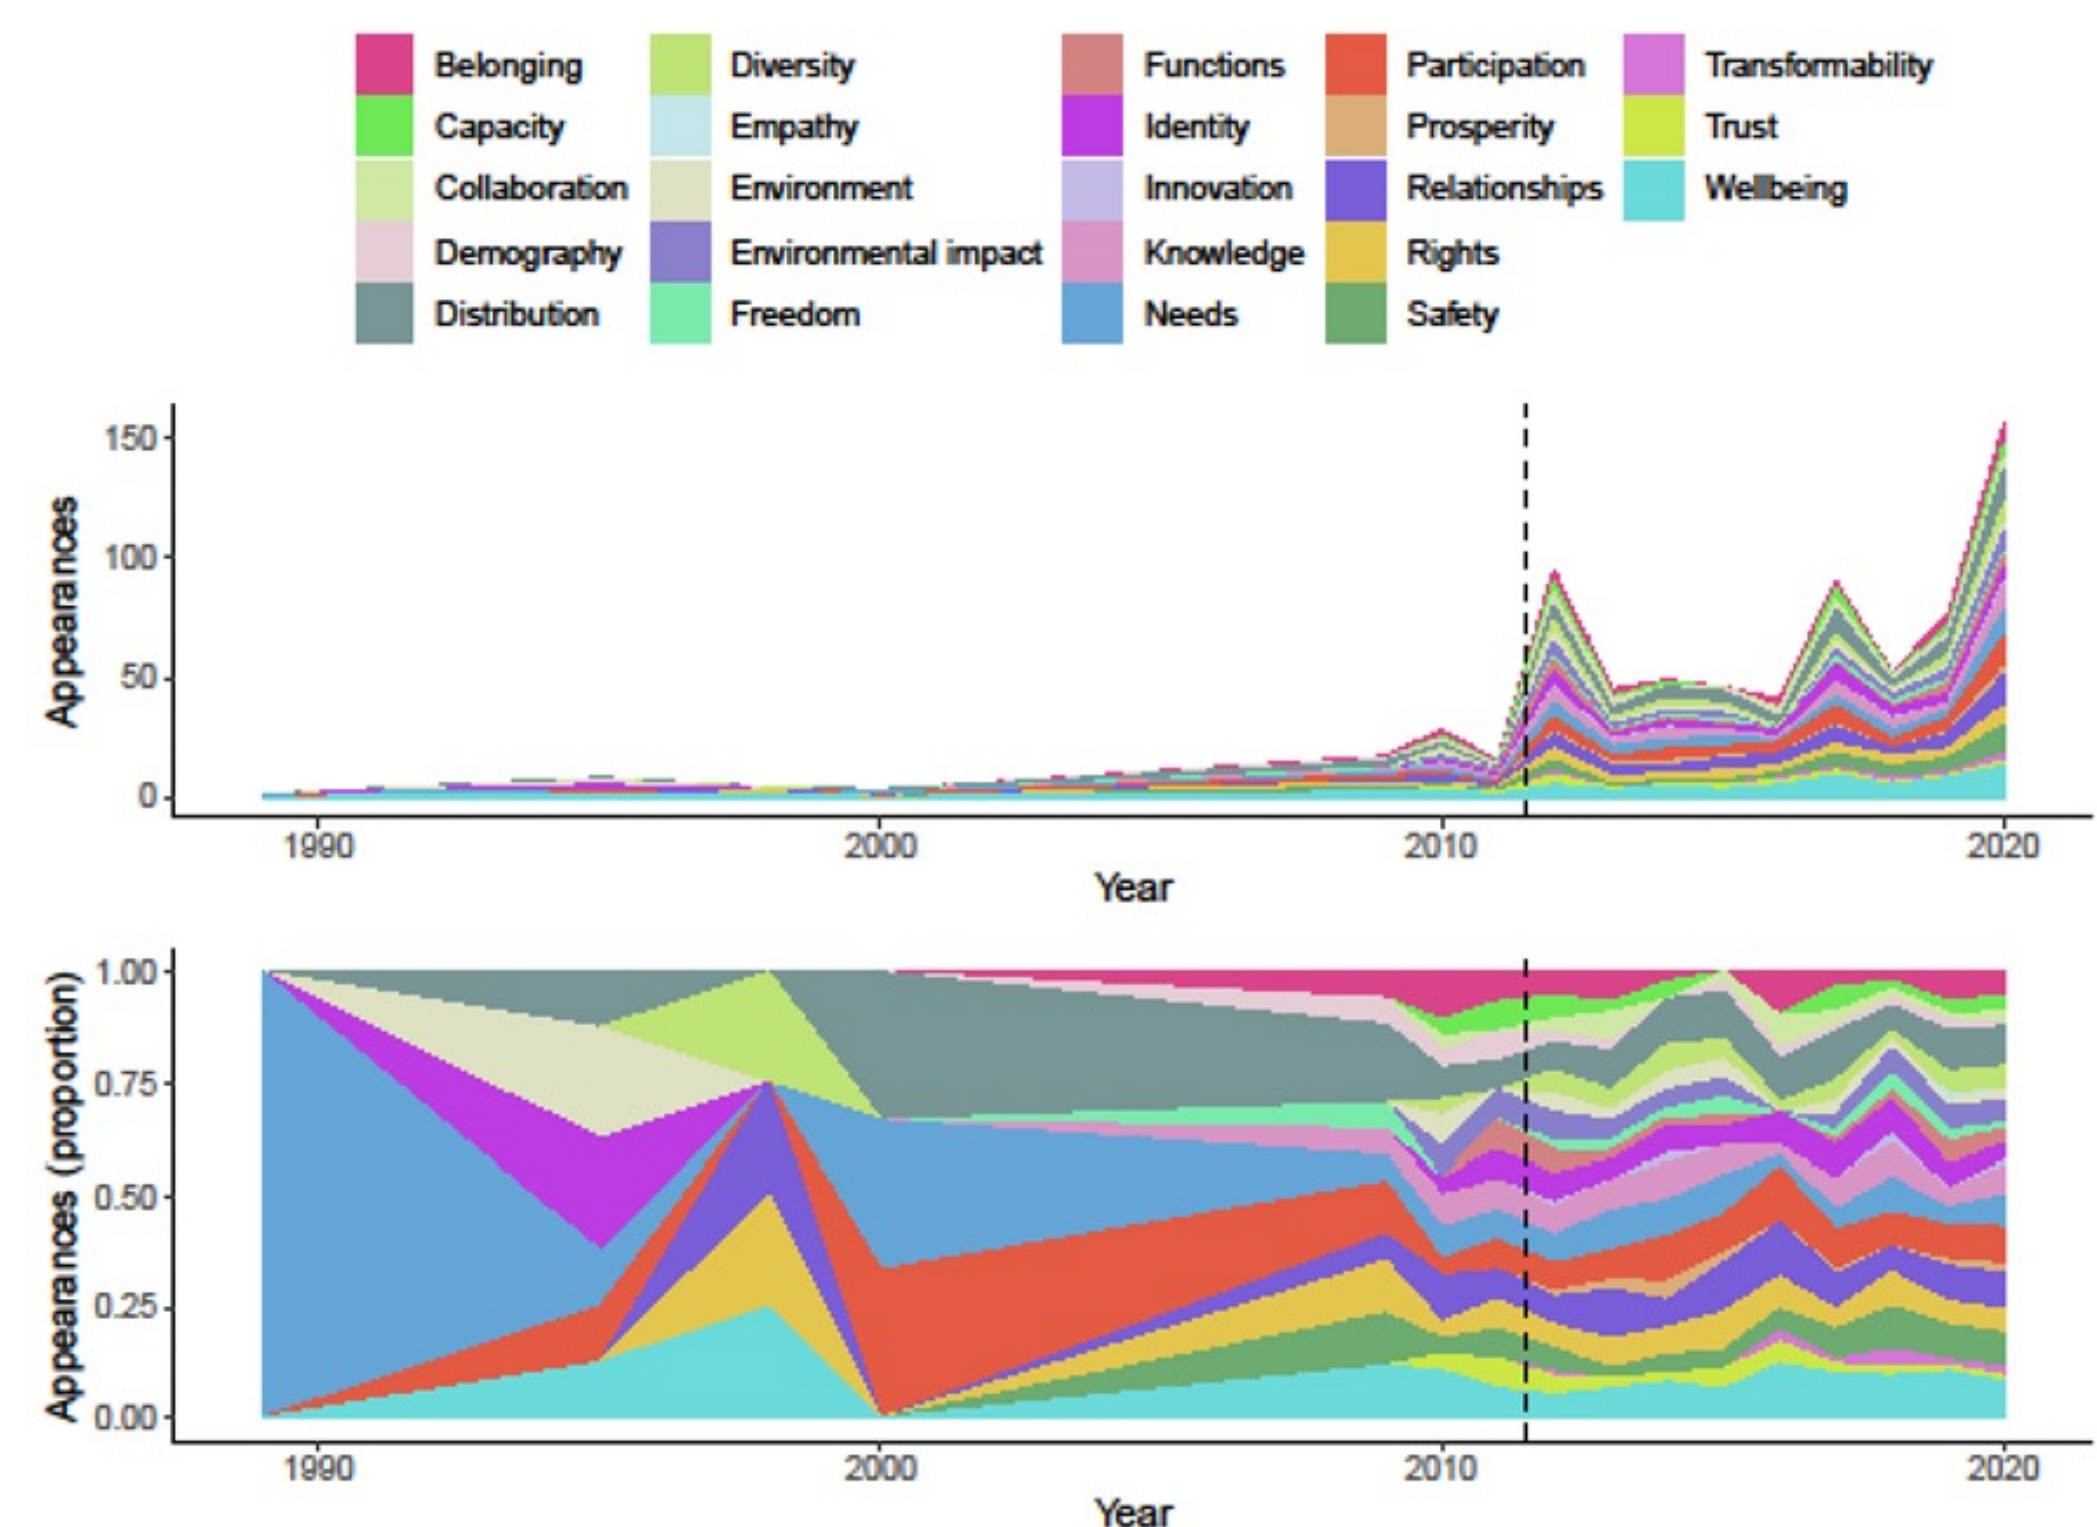 Belonging Diversity Functions Participation Transformability
Capacity Empathy Identity Prosperity Trust
Collaboration Environment Innovation Relationships Wellbeing
Demography Environmental impact Knowledge Rights
Distribution Freedom Needs Safety
Appearances
150
100
50
0
1990 2000 2010 2020
Year
Appearances (proportion)
1.00
0.75
0.50
0.25
0.00
1990 2000 2010 2020
Year